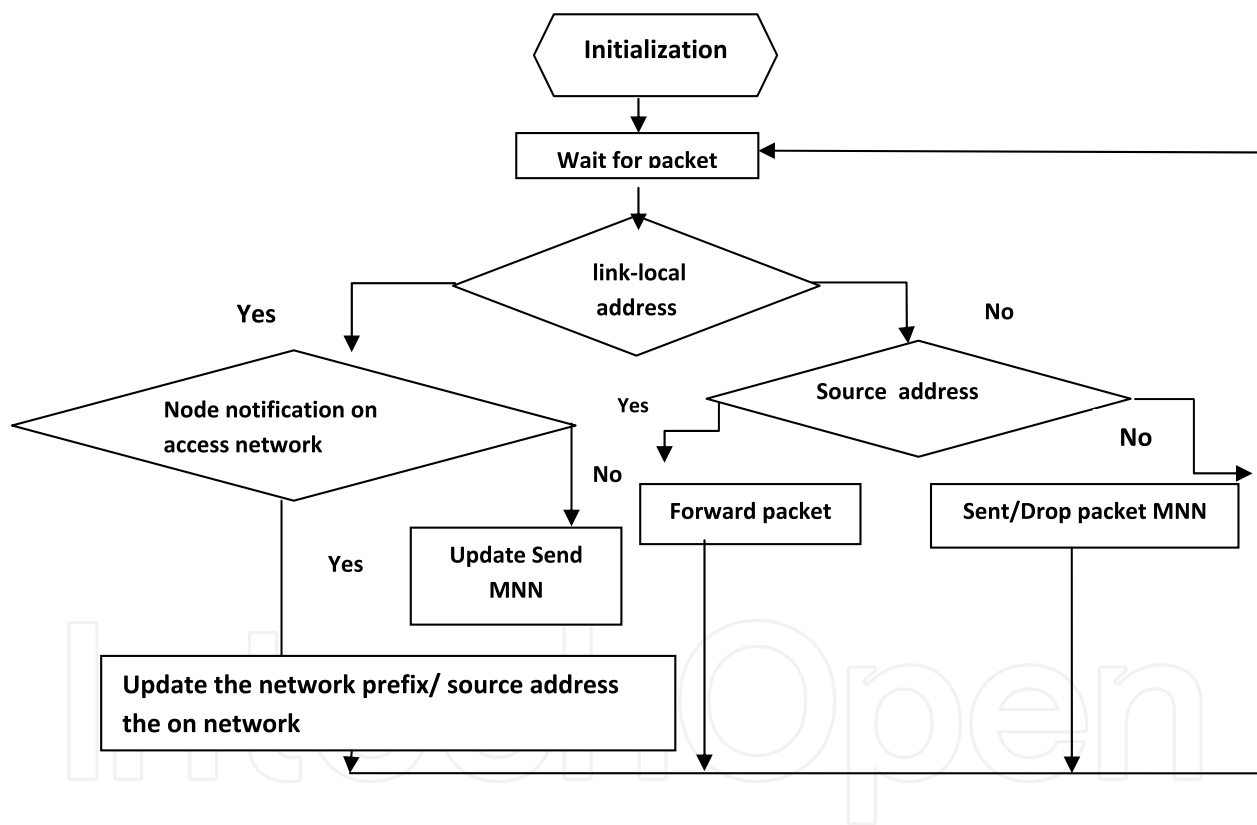 Initialization
Wait for packet
link-local
address
Yes
No
Node notification on
access network
Yes
Source address
No
No
Forward packet
Sent/Drop packet MNN
Yes
Update Send
MNN
Update the network prefix/ source address
the on network
IntechOpen